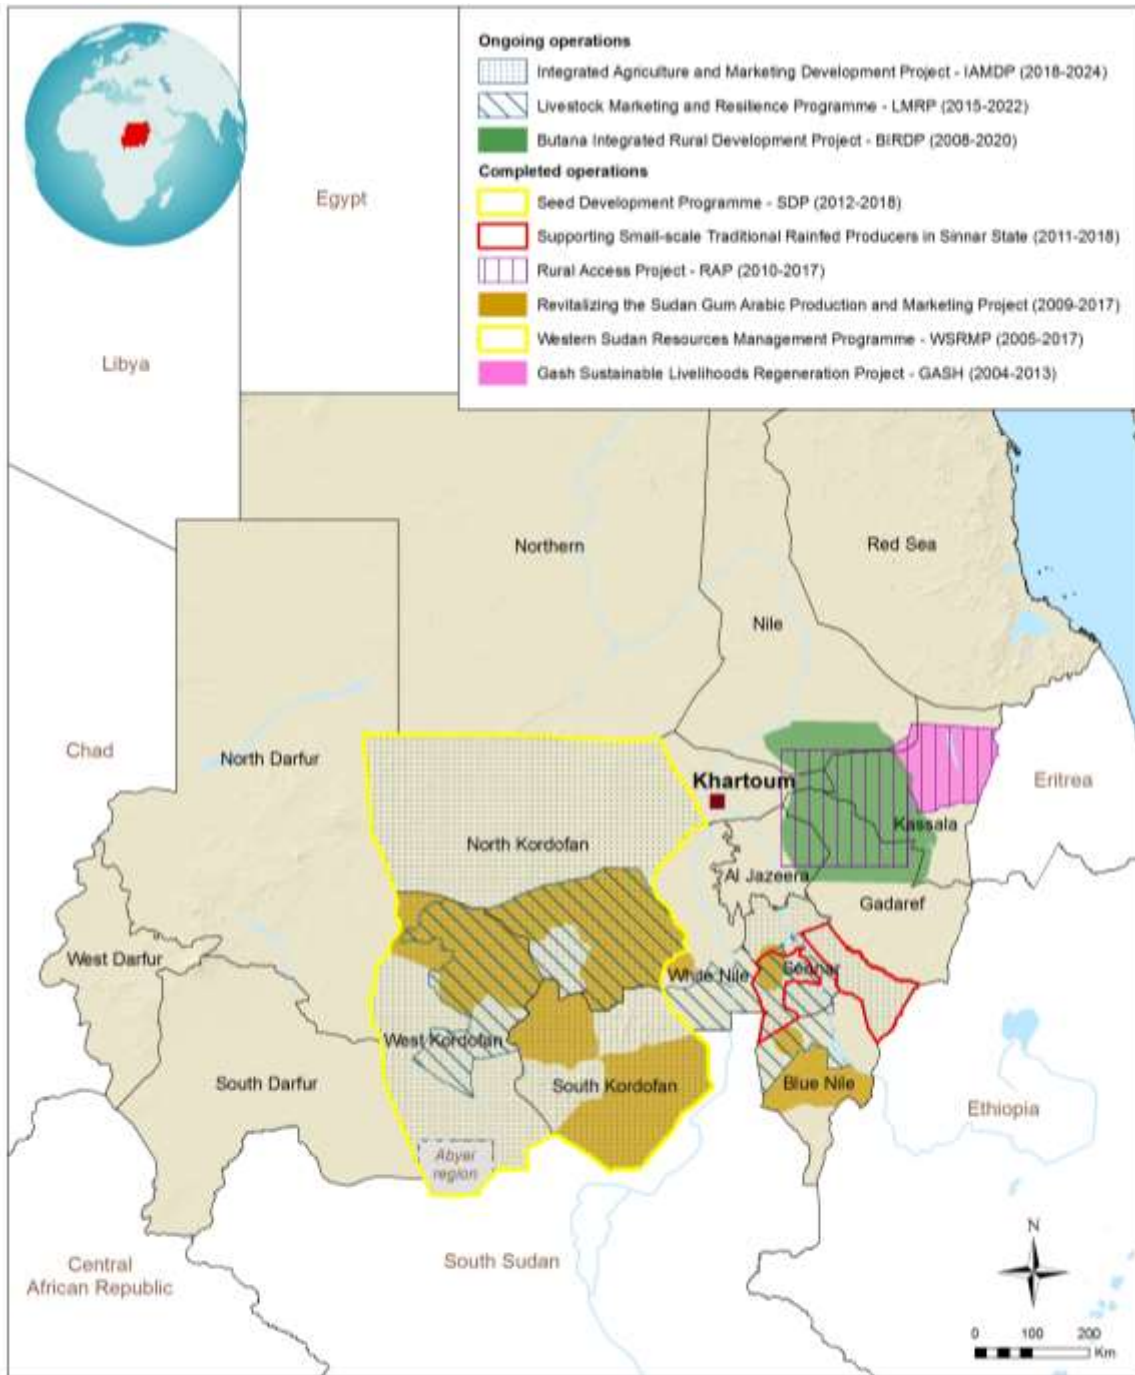 Ongoing operations
Integrated Agriculture and Marketing Development Project - IAMDP (2018-2024)
Livestock Marketing and Resilience Programme - LMRP (2015-2022)
Butana Integrated Rural Development Project - BIRDP (2008-2020)
Completed operations
Seed Development Programme - SDP (2012-2018)
Supporting Small-scale Traditional Rainfed Producers in Sinnar State (2011-2018)
Rural Access Project - RAP (2010-2017)
Revitalizing the Sudan Gum Arabic Production and Marketing Project (2009-2017)
Western Sudan Resources Management Programme - WSRMP (2005-2017)
Gash Sustainable Livelihoods Regeneration Project - GASH (2004-2013)
Egypt
Libya
Northern
Red Sea
Nile
Chad
North Darfur
Khartoum
Eritrea
Kassala
North Kordofan
Al Jazeera
Gadaref
West Darfur
White Nile
Sennar
West Kordofan
South Darfur
South Kordofan
Blue Nile
Ethiopia
Abyei
region
South Sudan
Central
African Republic
N
0 100 200
Km